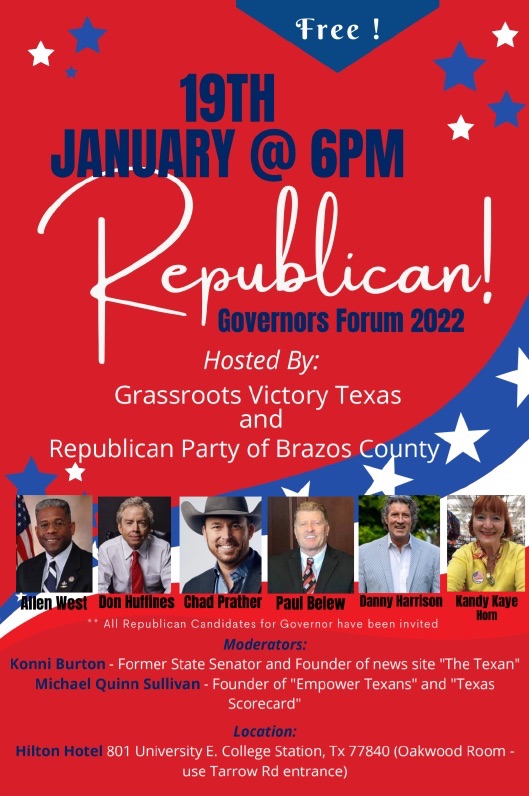 Free !
19TH
JANUARY @ 6PM
Republican!
Governors Forum 2022
Hosted By:
Grassroots Victory Texas
and
Republican Party of Brazos County
Allen West Don Huffines Chad Prather Paul Belew Danny Harrison Kandy Kaye
Horn
** All Republican Candidates for Governor have been invited
Moderators:
Konni Burton - Former State Senator and Founder of news site "The Texan"
Michael Quinn Sullivan - Founder of "Empower Texans" and "Texas
Scorecard"
Location:
Hilton Hotel 801 University E. College Station, Tx 77840 (Oakwood Room -
use Tarrow Rd entrance)